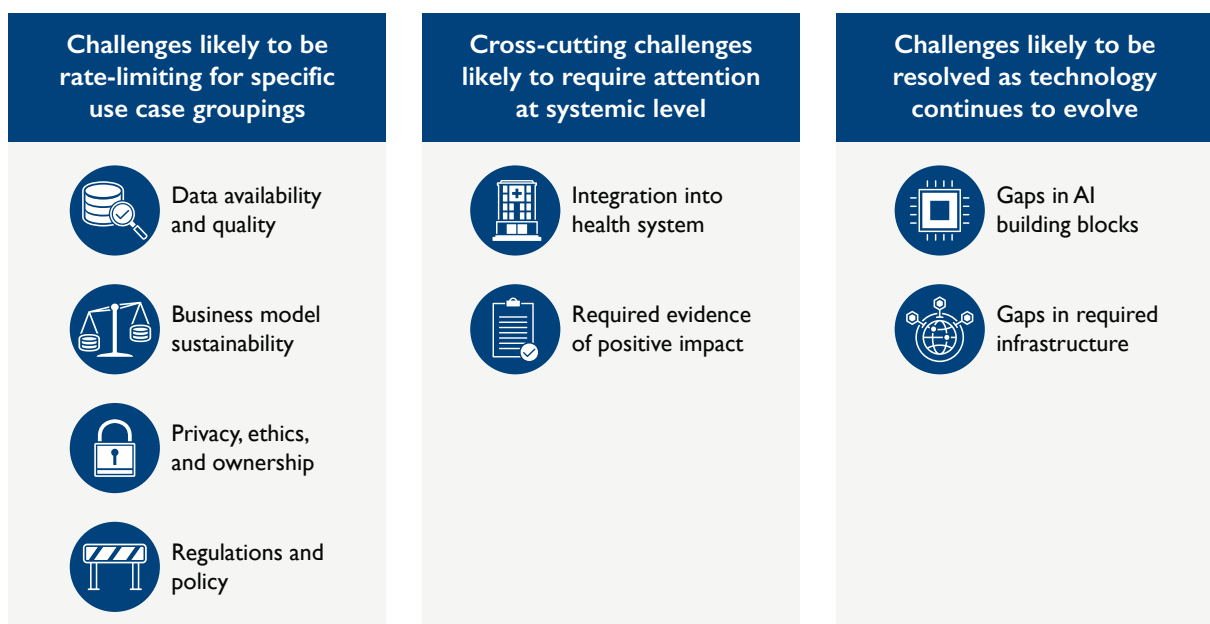 Challenges likely to be
rate-limiting for specific
use case groupings
Data availability
and quality
Business model
sustainability
Privacy, ethics,
and ownership
Regulations and
policy
Cross-cutting challenges
likely to require attention
at systemic level
Integration into
health system
Required evidence
of positive impact
Challenges likely to be
resolved as technology
continues to evolve
Gaps in AI
building blocks
Gaps in required
infrastructure